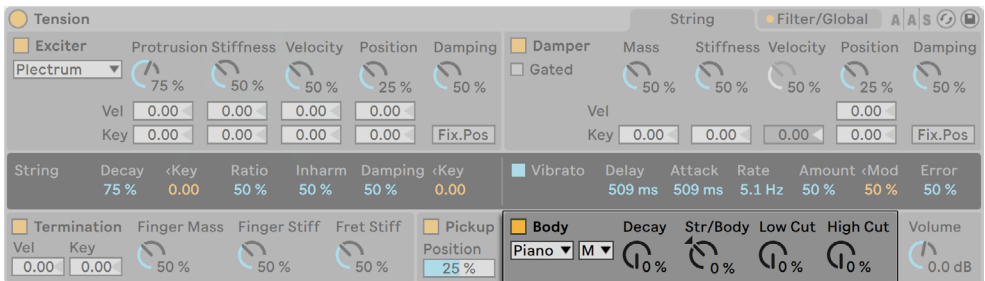 Tension String Filter/Global A A S
Exciter Protrusion Stiffness Velocity Position Damping
Plectrum ▼ 75 % 50 % 50 % 25 % 50 %
Vel 0.00 0.00 0.00 0.00
Key 0.00 0.00 0.00 0.00 Fix.Pos
Damper Mass Stiffness Velocity Position Damping
Gated 50 % 50 % 50 % 25 % 50 %
Vel 0.00
Key 0.00 0.00 0.00 0.00 Fix.Pos
String Decay ‹Key Ratio Inharm Damping ‹Key
75 % 0.00 50 % 50 % 50 % 0.00
Vibrato Delay Attack Rate Amount ‹Mod Error
509 ms 509 ms 5.1 Hz 50 % 50 % 50 %
Termination Finger Mass Finger Stiff Fret Stiff
Vel Key
0.00 0.00 50 % 50 % 50 %
Pickup
Position
25 %
Body Decay Str/Body Low Cut High Cut
Piano ▼ M ▼ 0 % 0 % 0 % 0 %
Volume
0.0 dB